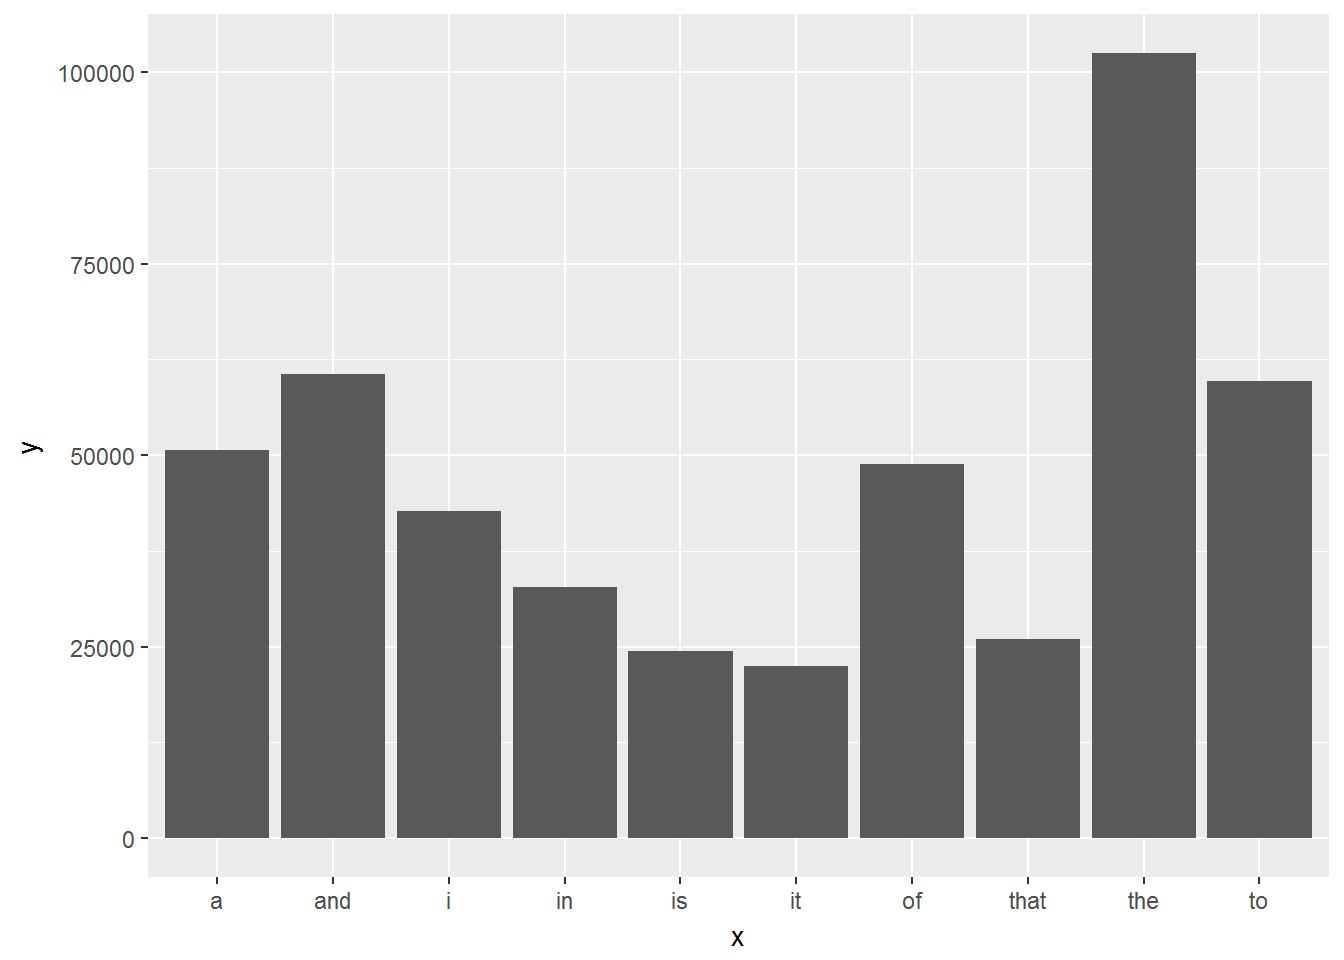 100000
75000
50000
25000
0
y
a and i in is it of that the to
x